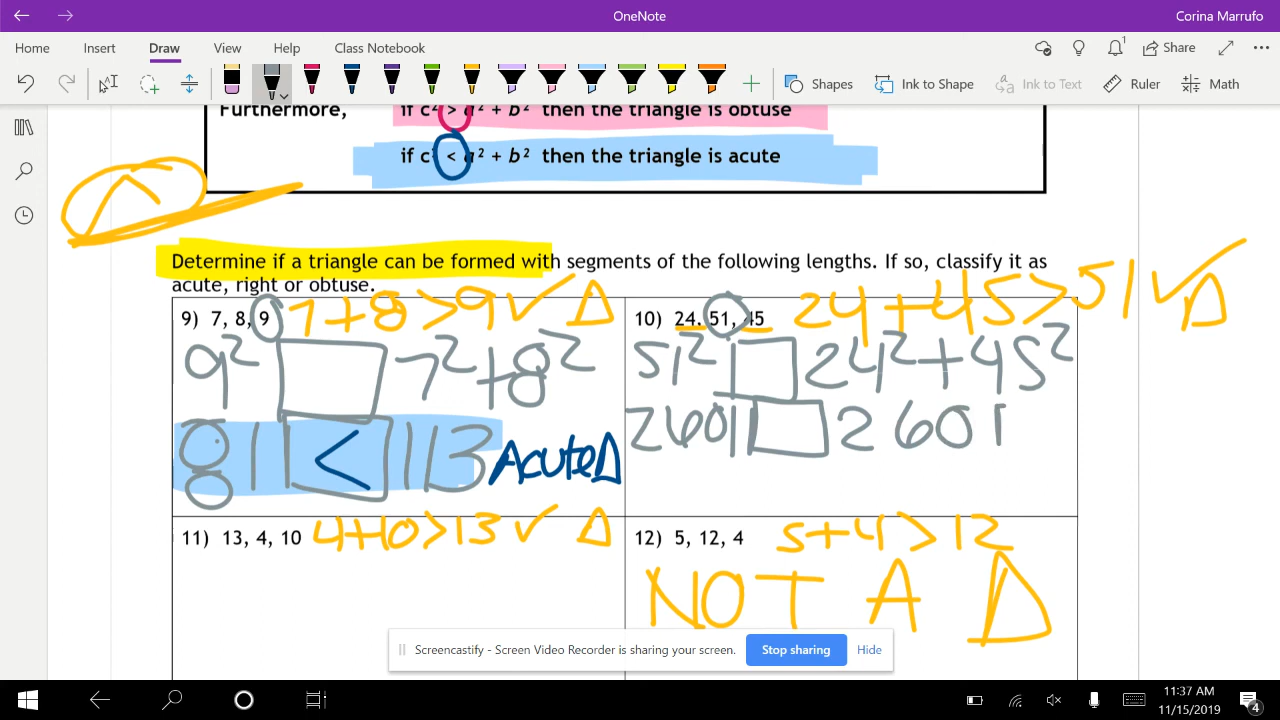 OneNote
Corina Marrufo
Home Insert Draw View Help Class Notebook
1 Share
Shapes Ink to Shape Ink to Text Ruler Math
Furthermore, if c² > a² + b² then the triangle is obtuse
if c² < a² + b² then the triangle is acute
Determine if a triangle can be formed with segments of the following lengths. If so, classify it as
acute, right or obtuse.
9) 7, 8, 9 7+8>9 ✓ Δ
9² □ 7²+8²
81 < 113 Acute Δ
10) 24, 51, 45 24+45>51 ✓ Δ
51² □ 24²+45²
2601 □ 2601
11) 13, 4, 10 4+10>13 ✓ Δ
12) 5, 12, 4 5+4>12
NOT A Δ
Screencastify - Screen Video Recorder is sharing your screen. Stop sharing Hide
11:37 AM
11/15/2019
4